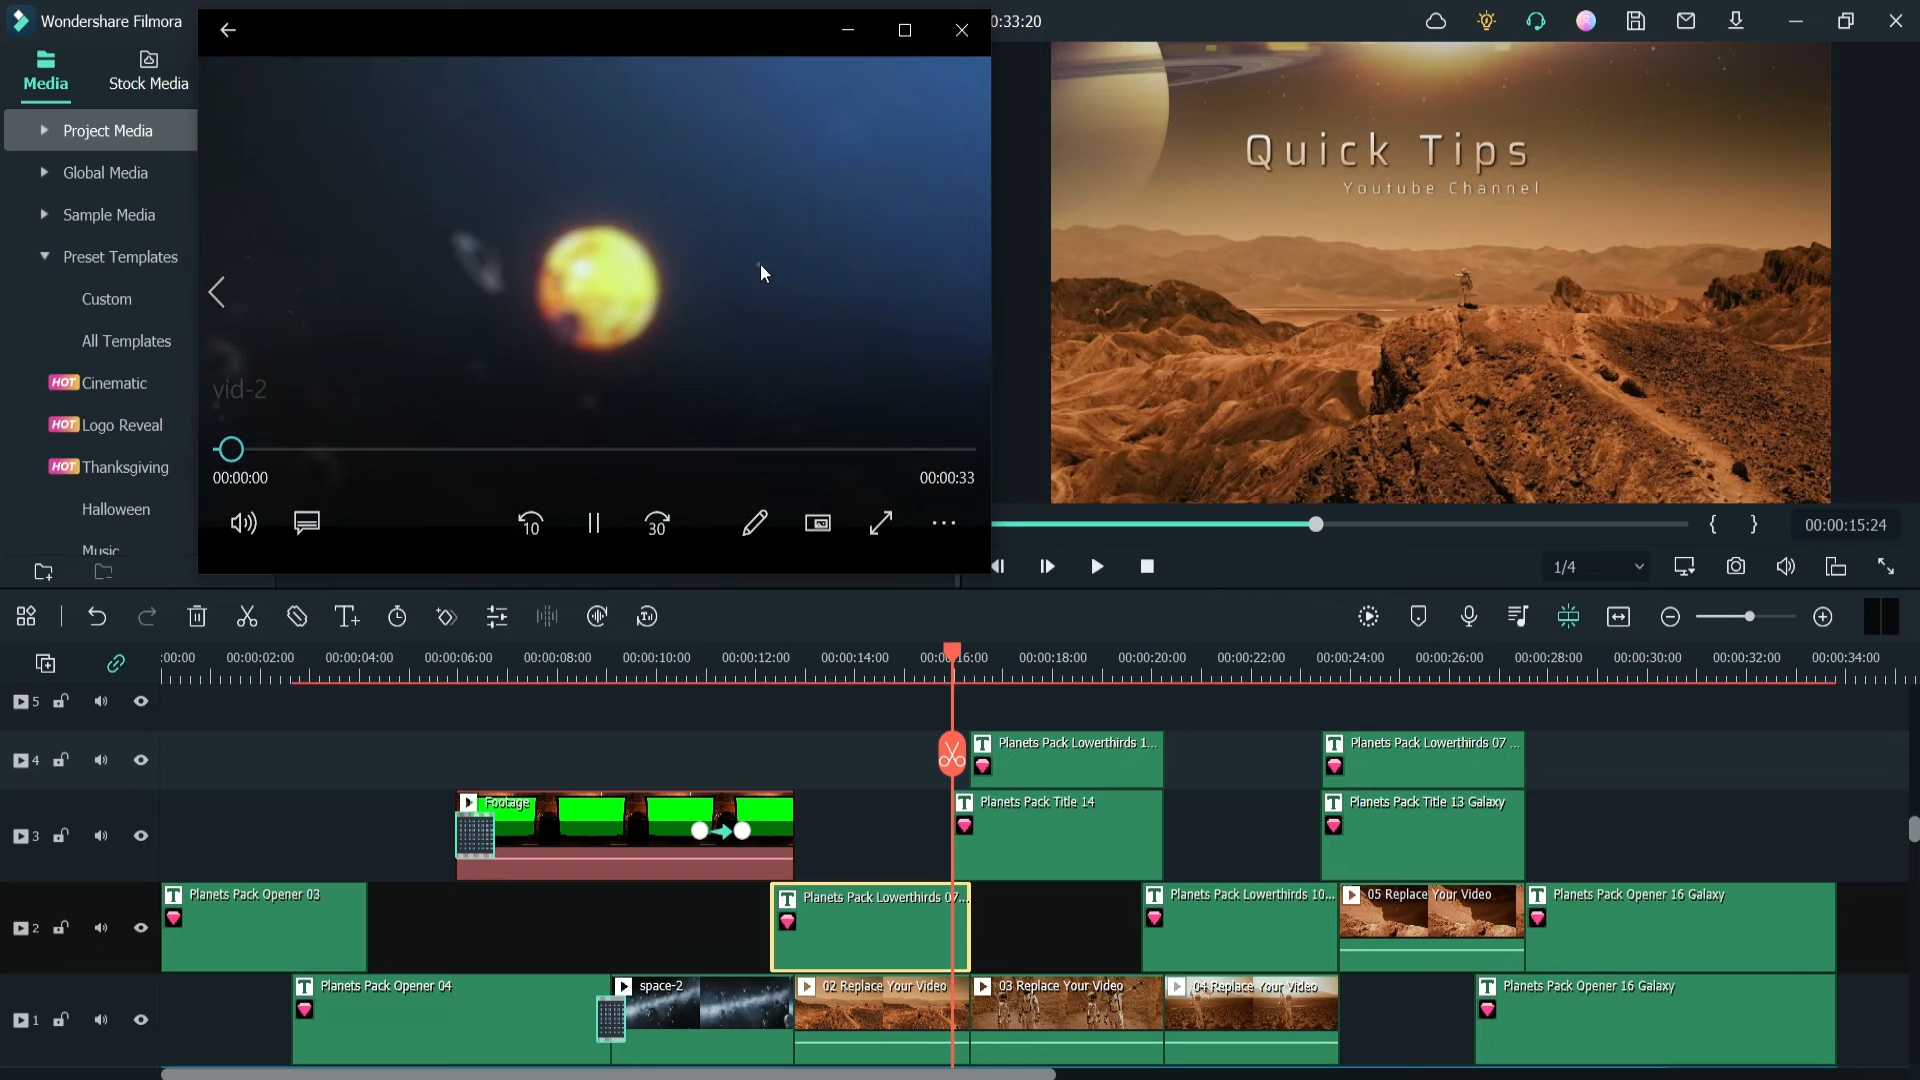 Wondershare Filmora
0:33:20
Media
Stock Media
Project Media
Global Media
Sample Media
Preset Templates
Custom
All Templates
HOT Cinematic
HOT Logo Reveal
HOT Thanksgiving
Halloween
Music
vid-2
00:00:00
00:00:33
10
30
Quick Tips
Youtube Channel
{ }
00:00:15:24
1/4
:00:00 00:00:02:00 00:00:04:00 00:00:06:00 00:00:08:00 00:00:10:00 00:00:12:00 00:00:14:00 00:00:16:00 00:00:18:00 00:00:20:00 00:00:22:00 00:00:24:00 00:00:26:00 00:00:28:00 00:00:30:00 00:00:32:00 00:00:34:00
5
4
T Planets Pack Lowerthirds 1...
T Planets Pack Lowerthirds 07 ...
3
Footage
T Planets Pack Title 14
T Planets Pack Title 13 Galaxy
2
T Planets Pack Opener 03
T Planets Pack Lowerthirds 07...
T Planets Pack Lowerthirds 10...
05 Replace Your Video
T Planets Pack Opener 16 Galaxy
1
T Planets Pack Opener 04
space-2
02 Replace Your Video
03 Replace Your Video
04 Replace Your Video
T Planets Pack Opener 16 Galaxy